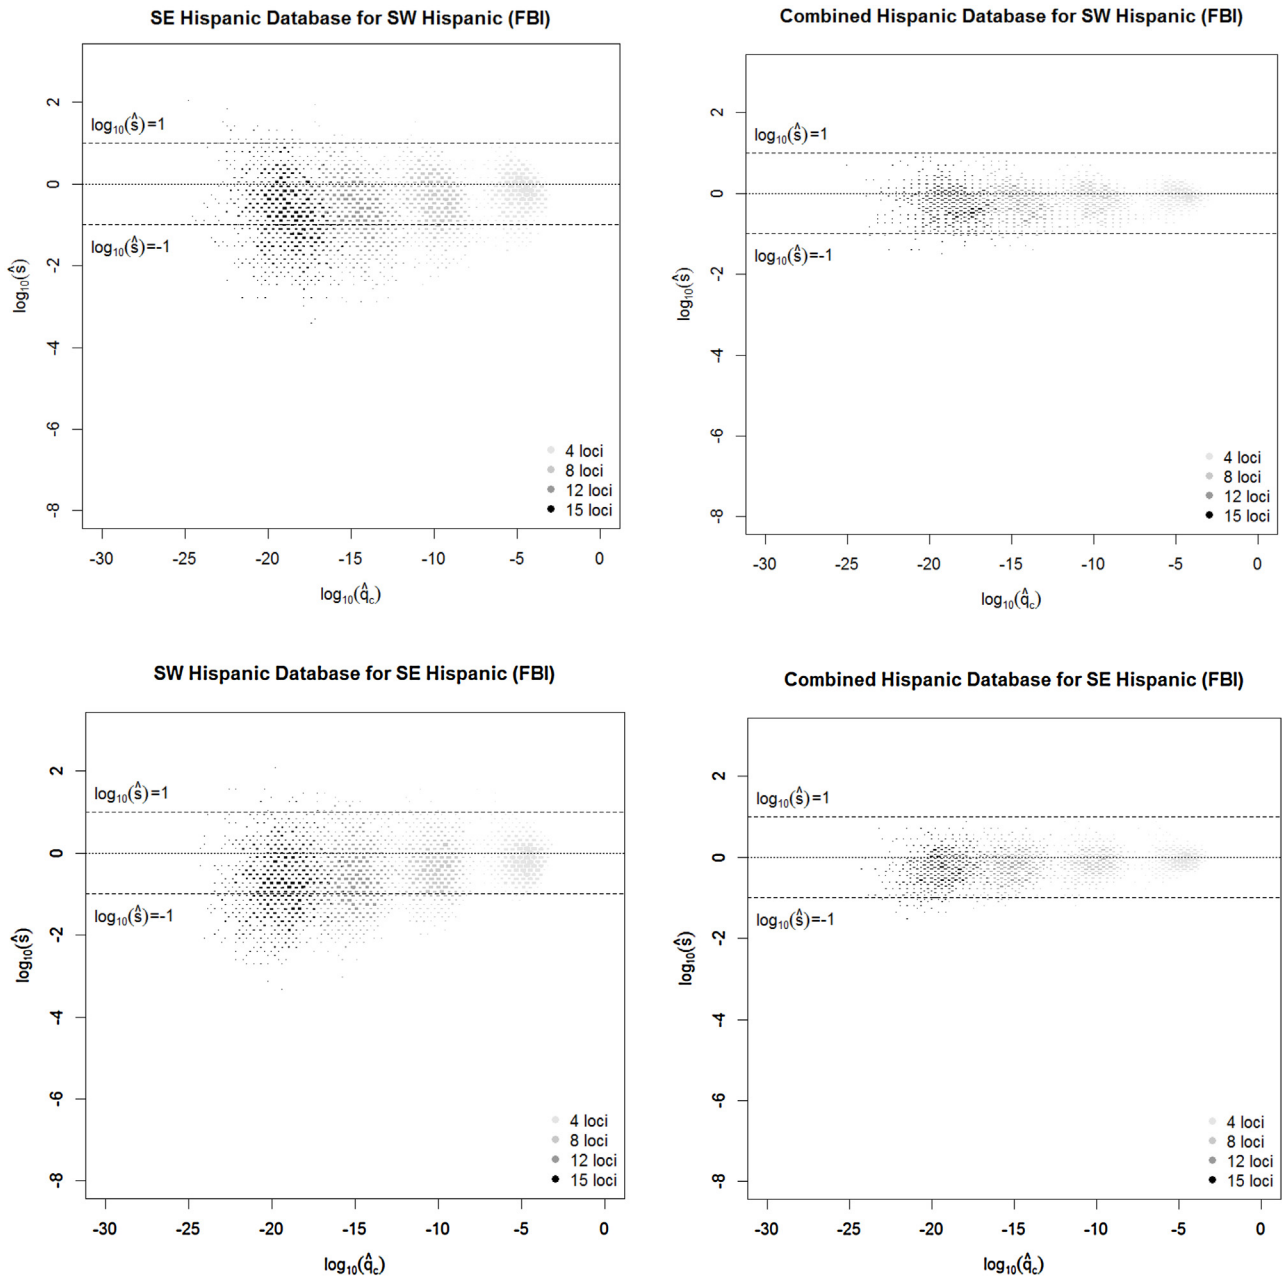 SE Hispanic Database for SW Hispanic (FBI)
log₁₀(ŝ)
2
0
-2
-4
-6
-8
log₁₀(ŝ)=1
log₁₀(ŝ)=-1
4 loci
8 loci
12 loci
15 loci
-30 -25 -20 -15 -10 -5 0
log₁₀(q̂c)
Combined Hispanic Database for SW Hispanic (FBI)
log₁₀(ŝ)
2
0
-2
-4
-6
-8
log₁₀(ŝ)=1
log₁₀(ŝ)=-1
4 loci
8 loci
12 loci
15 loci
-30 -25 -20 -15 -10 -5 0
log₁₀(q̂c)
SW Hispanic Database for SE Hispanic (FBI)
log₁₀(ŝ)
2
0
-2
-4
-6
-8
log₁₀(ŝ)=1
log₁₀(ŝ)=-1
4 loci
8 loci
12 loci
15 loci
-30 -25 -20 -15 -10 -5 0
log₁₀(q̂c)
Combined Hispanic Database for SE Hispanic (FBI)
log₁₀(ŝ)
2
0
-2
-4
-6
-8
log₁₀(ŝ)=1
log₁₀(ŝ)=-1
4 loci
8 loci
12 loci
15 loci
-30 -25 -20 -15 -10 -5 0
log₁₀(q̂c)